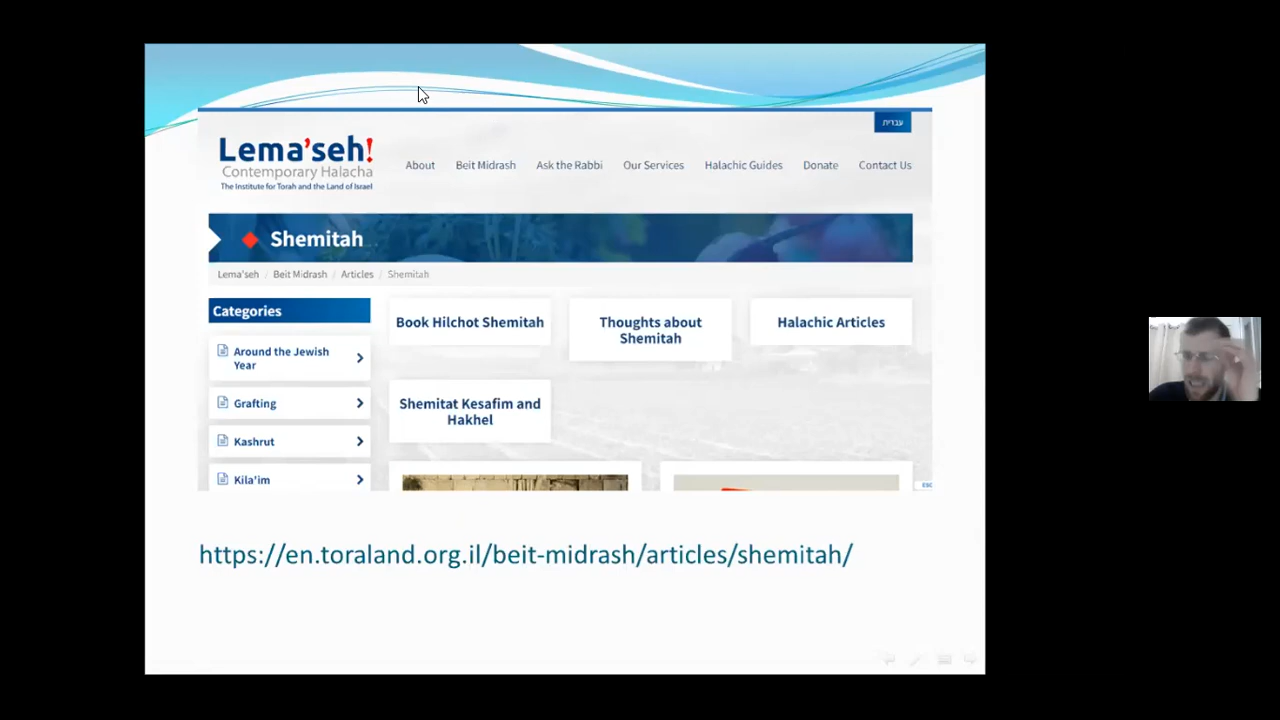 עברית
Lema'seh!
Contemporary Halacha
The Institute for Torah and the Land of Israel
About Beit Midrash Ask the Rabbi Our Services Halachic Guides Donate Contact Us
Shemitah
Lema'seh / Beit Midrash / Articles / Shemitah
Categories
Around the Jewish
Year
Grafting
Kashrut
Kila'im
Book Hilchot Shemitah
Thoughts about
Shemitah
Halachic Articles
Shemitat Kesafim and
Hakhel
ESC
https://en.toraland.org.il/beit-midrash/articles/shemitah/